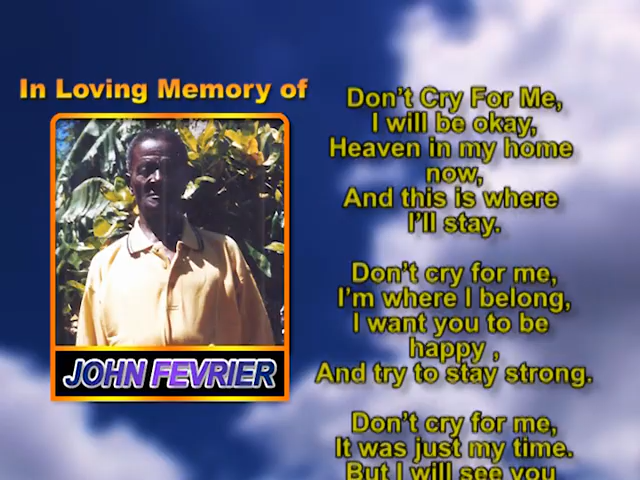 In Loving Memory of
JOHN FEVRIER
Don't Cry For Me,
I will be okay,
Heaven in my home
now,
And this is where
I'll stay.
Don't cry for me,
I'm where I belong,
I want you to be
happy ,
And try to stay strong.
Don't cry for me,
It was just my time.
But I will see you